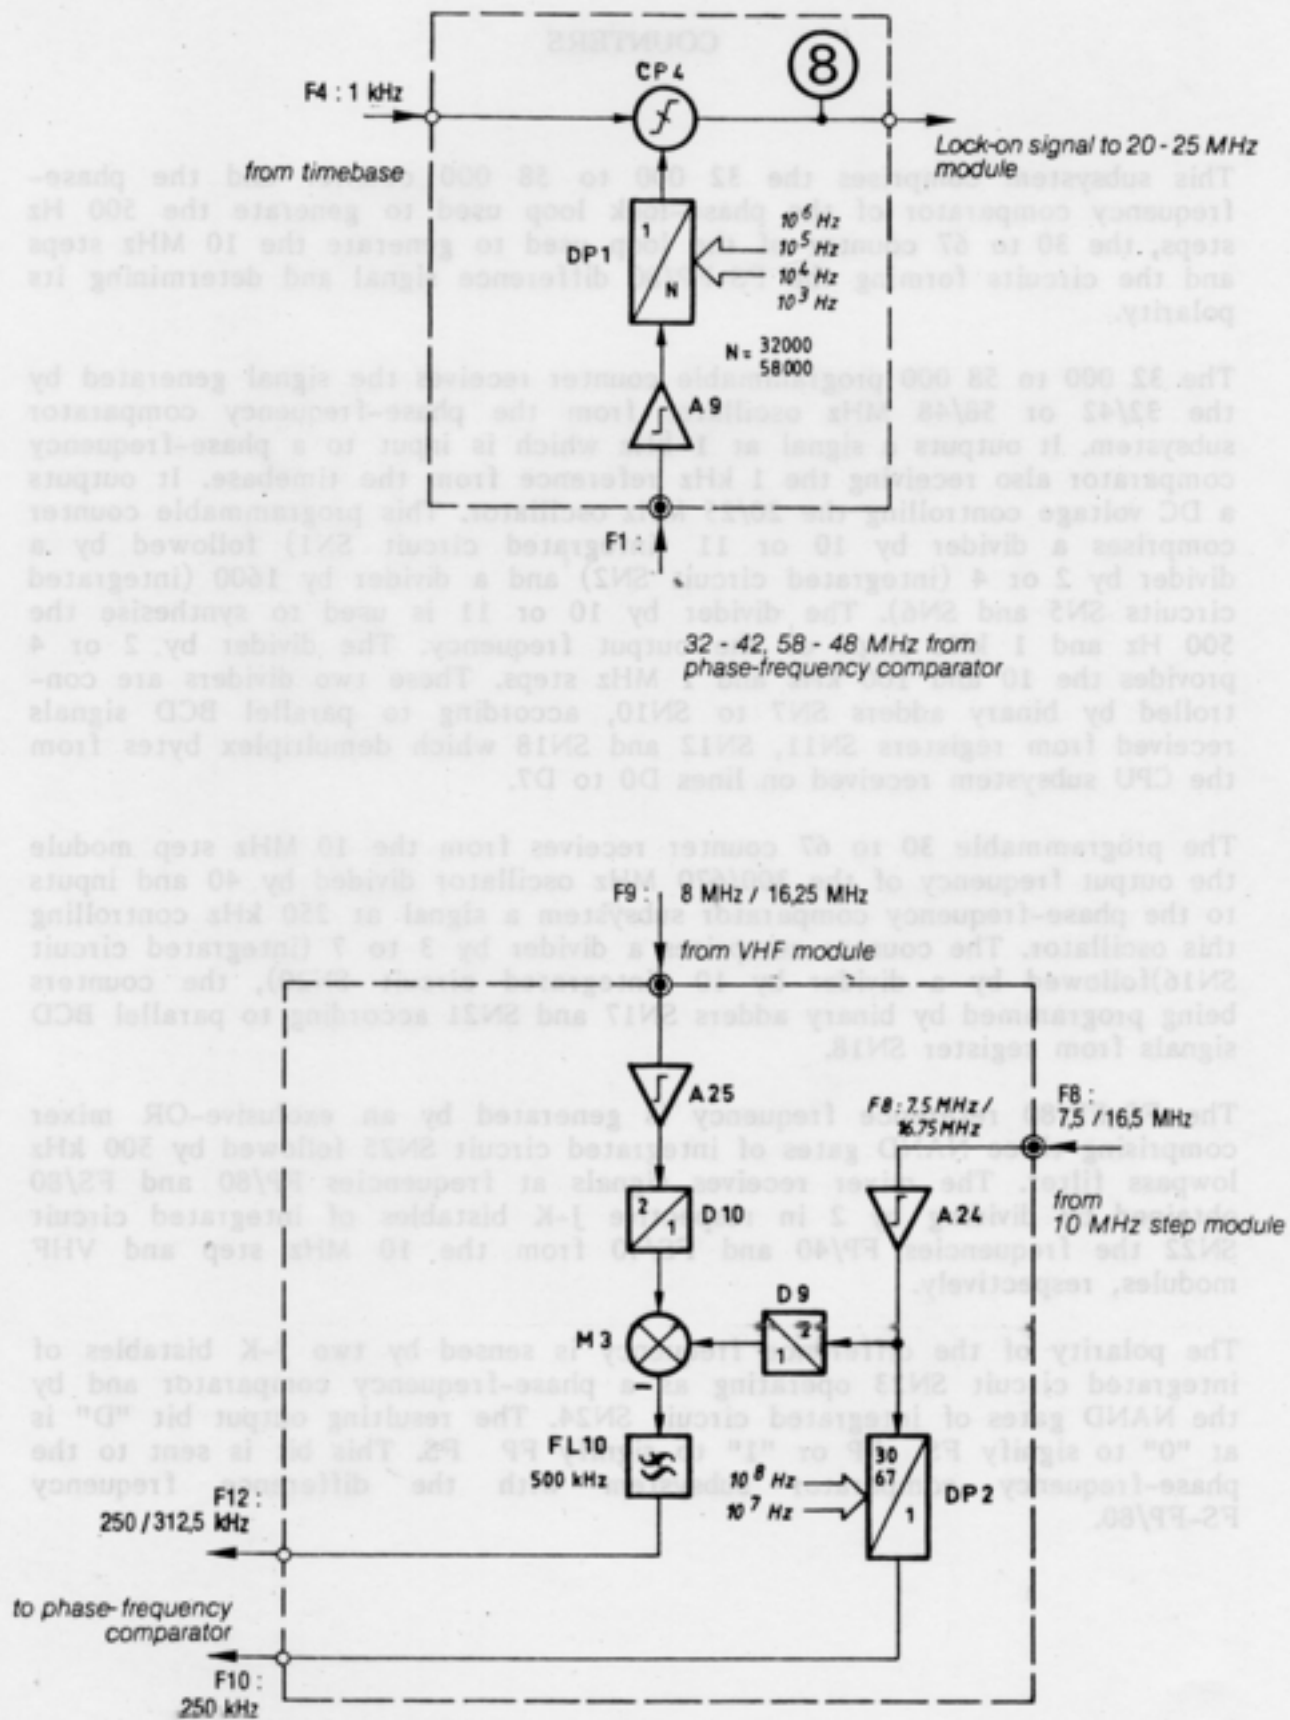 CP4
8
F4 : 1 kHz
from timebase
Lock-on signal to 20 - 25 MHz
module
1
N
DP1
10⁶ Hz
10⁵ Hz
10⁴ Hz
10³ Hz
N = 32000
58000
A9
F1 :
32 - 42, 58 - 48 MHz from
phase-frequency comparator
F9 : 8 MHz / 16,25 MHz
from VHF module
A25
F8 : 7.5 MHz /
16.75 MHz
F8 :
7,5 / 16,5 MHz
from
10 MHz step module
2
1
D10
A24
D9
2
1
M3
−
FL10
500 kHz
10⁸ Hz
10⁷ Hz
30
67
1
DP2
F12 :
250 / 312,5 kHz
to phase-frequency
comparator
F10 :
250 kHz
COUNTERS
This subsystem comprises the 32 000 to 58 000 counter and the phase-
frequency comparator of the phase-lock loop used to generate the 500 Hz
steps, the 30 to 67 counter of the loop used to generate the 10 MHz steps
and the circuits forming the difference signal and determining its
polarity.
The 32 000 to 58 000 programmable counter receives the signal generated by
the 32/42 or 58/48 MHz oscillator from the phase-frequency comparator
subsystem. It outputs a signal at 1 kHz which is input to a phase-frequency
comparator also receiving the 1 kHz reference from the timebase. It outputs
a DC voltage controlling the 20/25 MHz oscillator. This programmable counter
comprises a divider by 10 or 11 (integrated circuit SN1) followed by a
divider by 2 or 4 (integrated circuit SN2) and a divider by 1600 (integrated
circuits SN5 and SN6). The divider by 10 or 11 is used to synthesise the
500 Hz and 1 output frequency. The divider by 2 or 4
provides the 10 and 100 kHz and 1 MHz steps. These two dividers are con-
trolled by binary adders SN7 to SN10, according to parallel BCD signals
received from registers SN11, SN12 and SN18 which demultiplex bytes from
the CPU subsystem received on lines D0 to D7.
The programmable 30 to 67 counter receives from the 10 MHz step module
the output frequency of the 300/670 MHz oscillator divided by 40 and inputs
to the phase-frequency comparator subsystem a signal at 250 kHz controlling
this oscillator. The counter comprises a divider by 3 to 7 (integrated circuit
SN16)followed by a divider by 10 (integrated circuit), the counters
being programmed by binary adders SN17 and SN21 according to parallel BCD
signals from register SN18.
The difference frequency is generated by an exclusive-OR mixer
comprising three NAND gates of integrated circuit SN25 followed by 500 kHz
lowpass filter. The mixer receives signals at frequencies FP/80 and FS/80
obtained by dividing by 2 in respective J-K bistables of integrated circuit
SN22 the frequencies FP/40 and FS/40 from the 10 MHz step and VHF
modules, respectively.
The polarity of the difference frequency is sensed by two J-K bistables of
integrated circuit SN23 operating as a phase-frequency comparator and by
the NAND gates of integrated circuit SN24. The resulting output bit "D" is
at "0" to signify FS FP or "1" to signify FP FS. This bit is sent to the
phase-frequency comparator subsystem with the difference frequency
FS-FP/80.